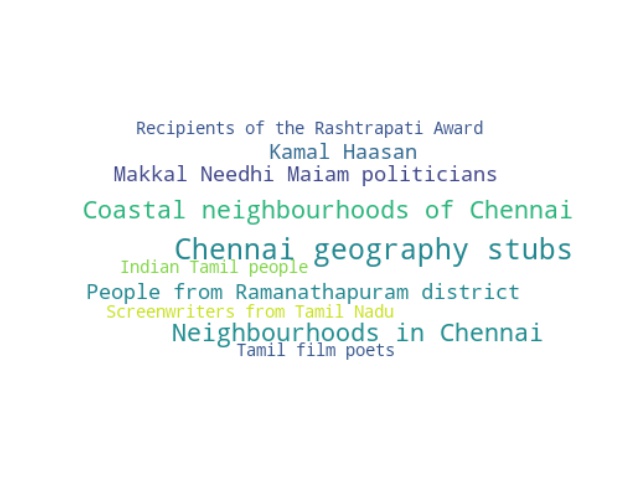 Recipients of the Rashtrapati Award
Kamal Haasan
Makkal Needhi Maiam politicians
Coastal neighbourhoods of Chennai
Chennai geography stubs
Indian Tamil people
People from Ramanathapuram district
Screenwriters from Tamil Nadu
Neighbourhoods in Chennai
Tamil film poets